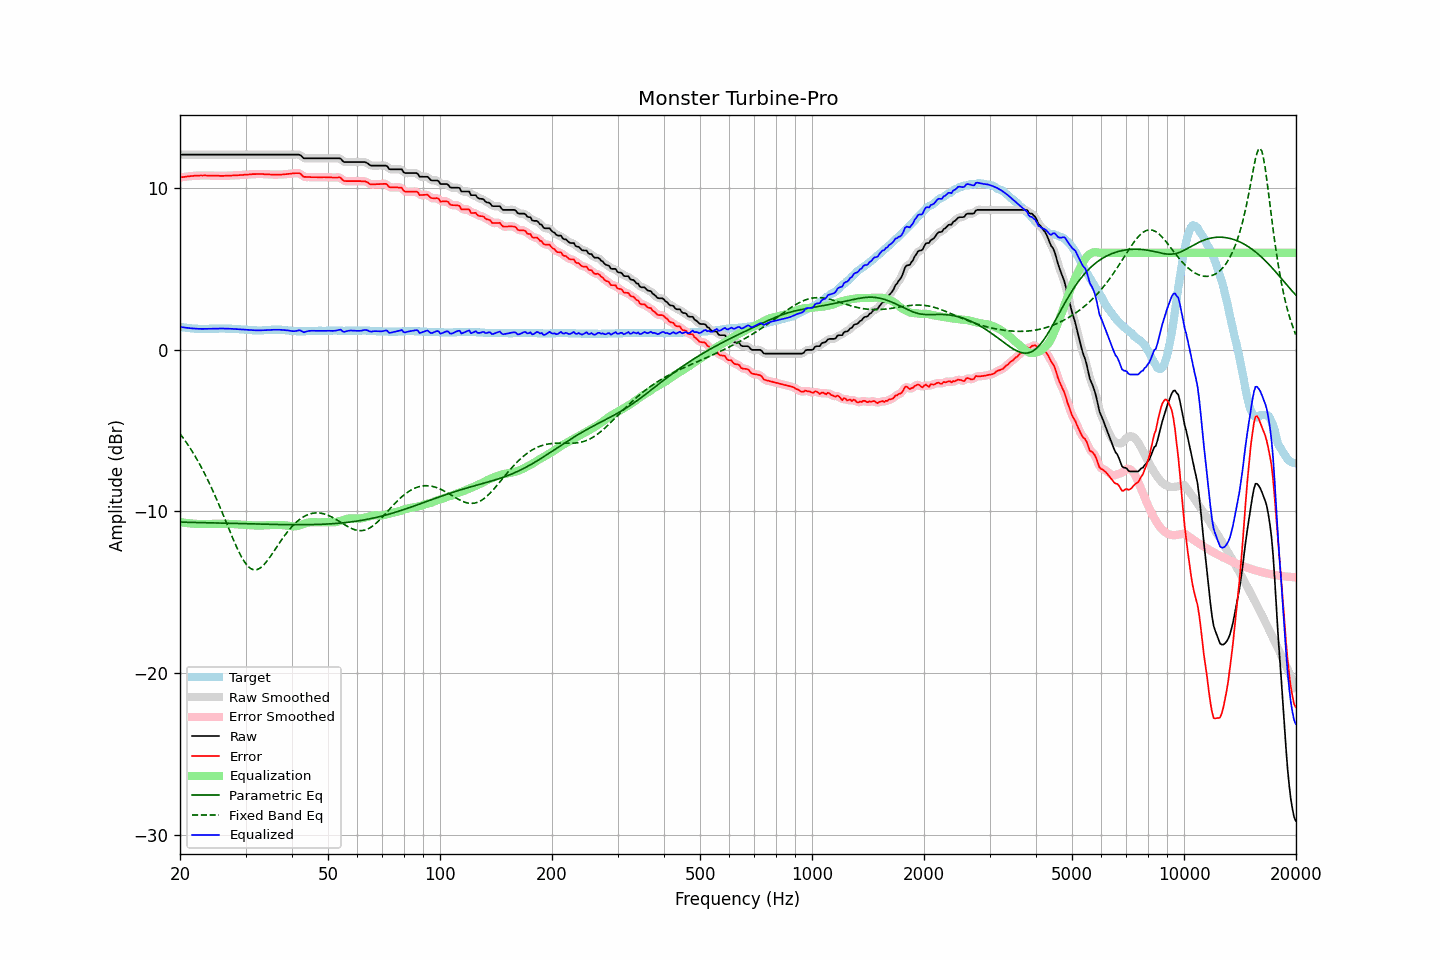 Monster Turbine-Pro
Amplitude (dBr)
10
0
−10
−20
−30
Target
Raw Smoothed
Error Smoothed
Raw
Error
Equalization
Parametric Eq
Fixed Band Eq
Equalized
20 50 100 200 500 1000 2000 5000 10000 20000
Frequency (Hz)